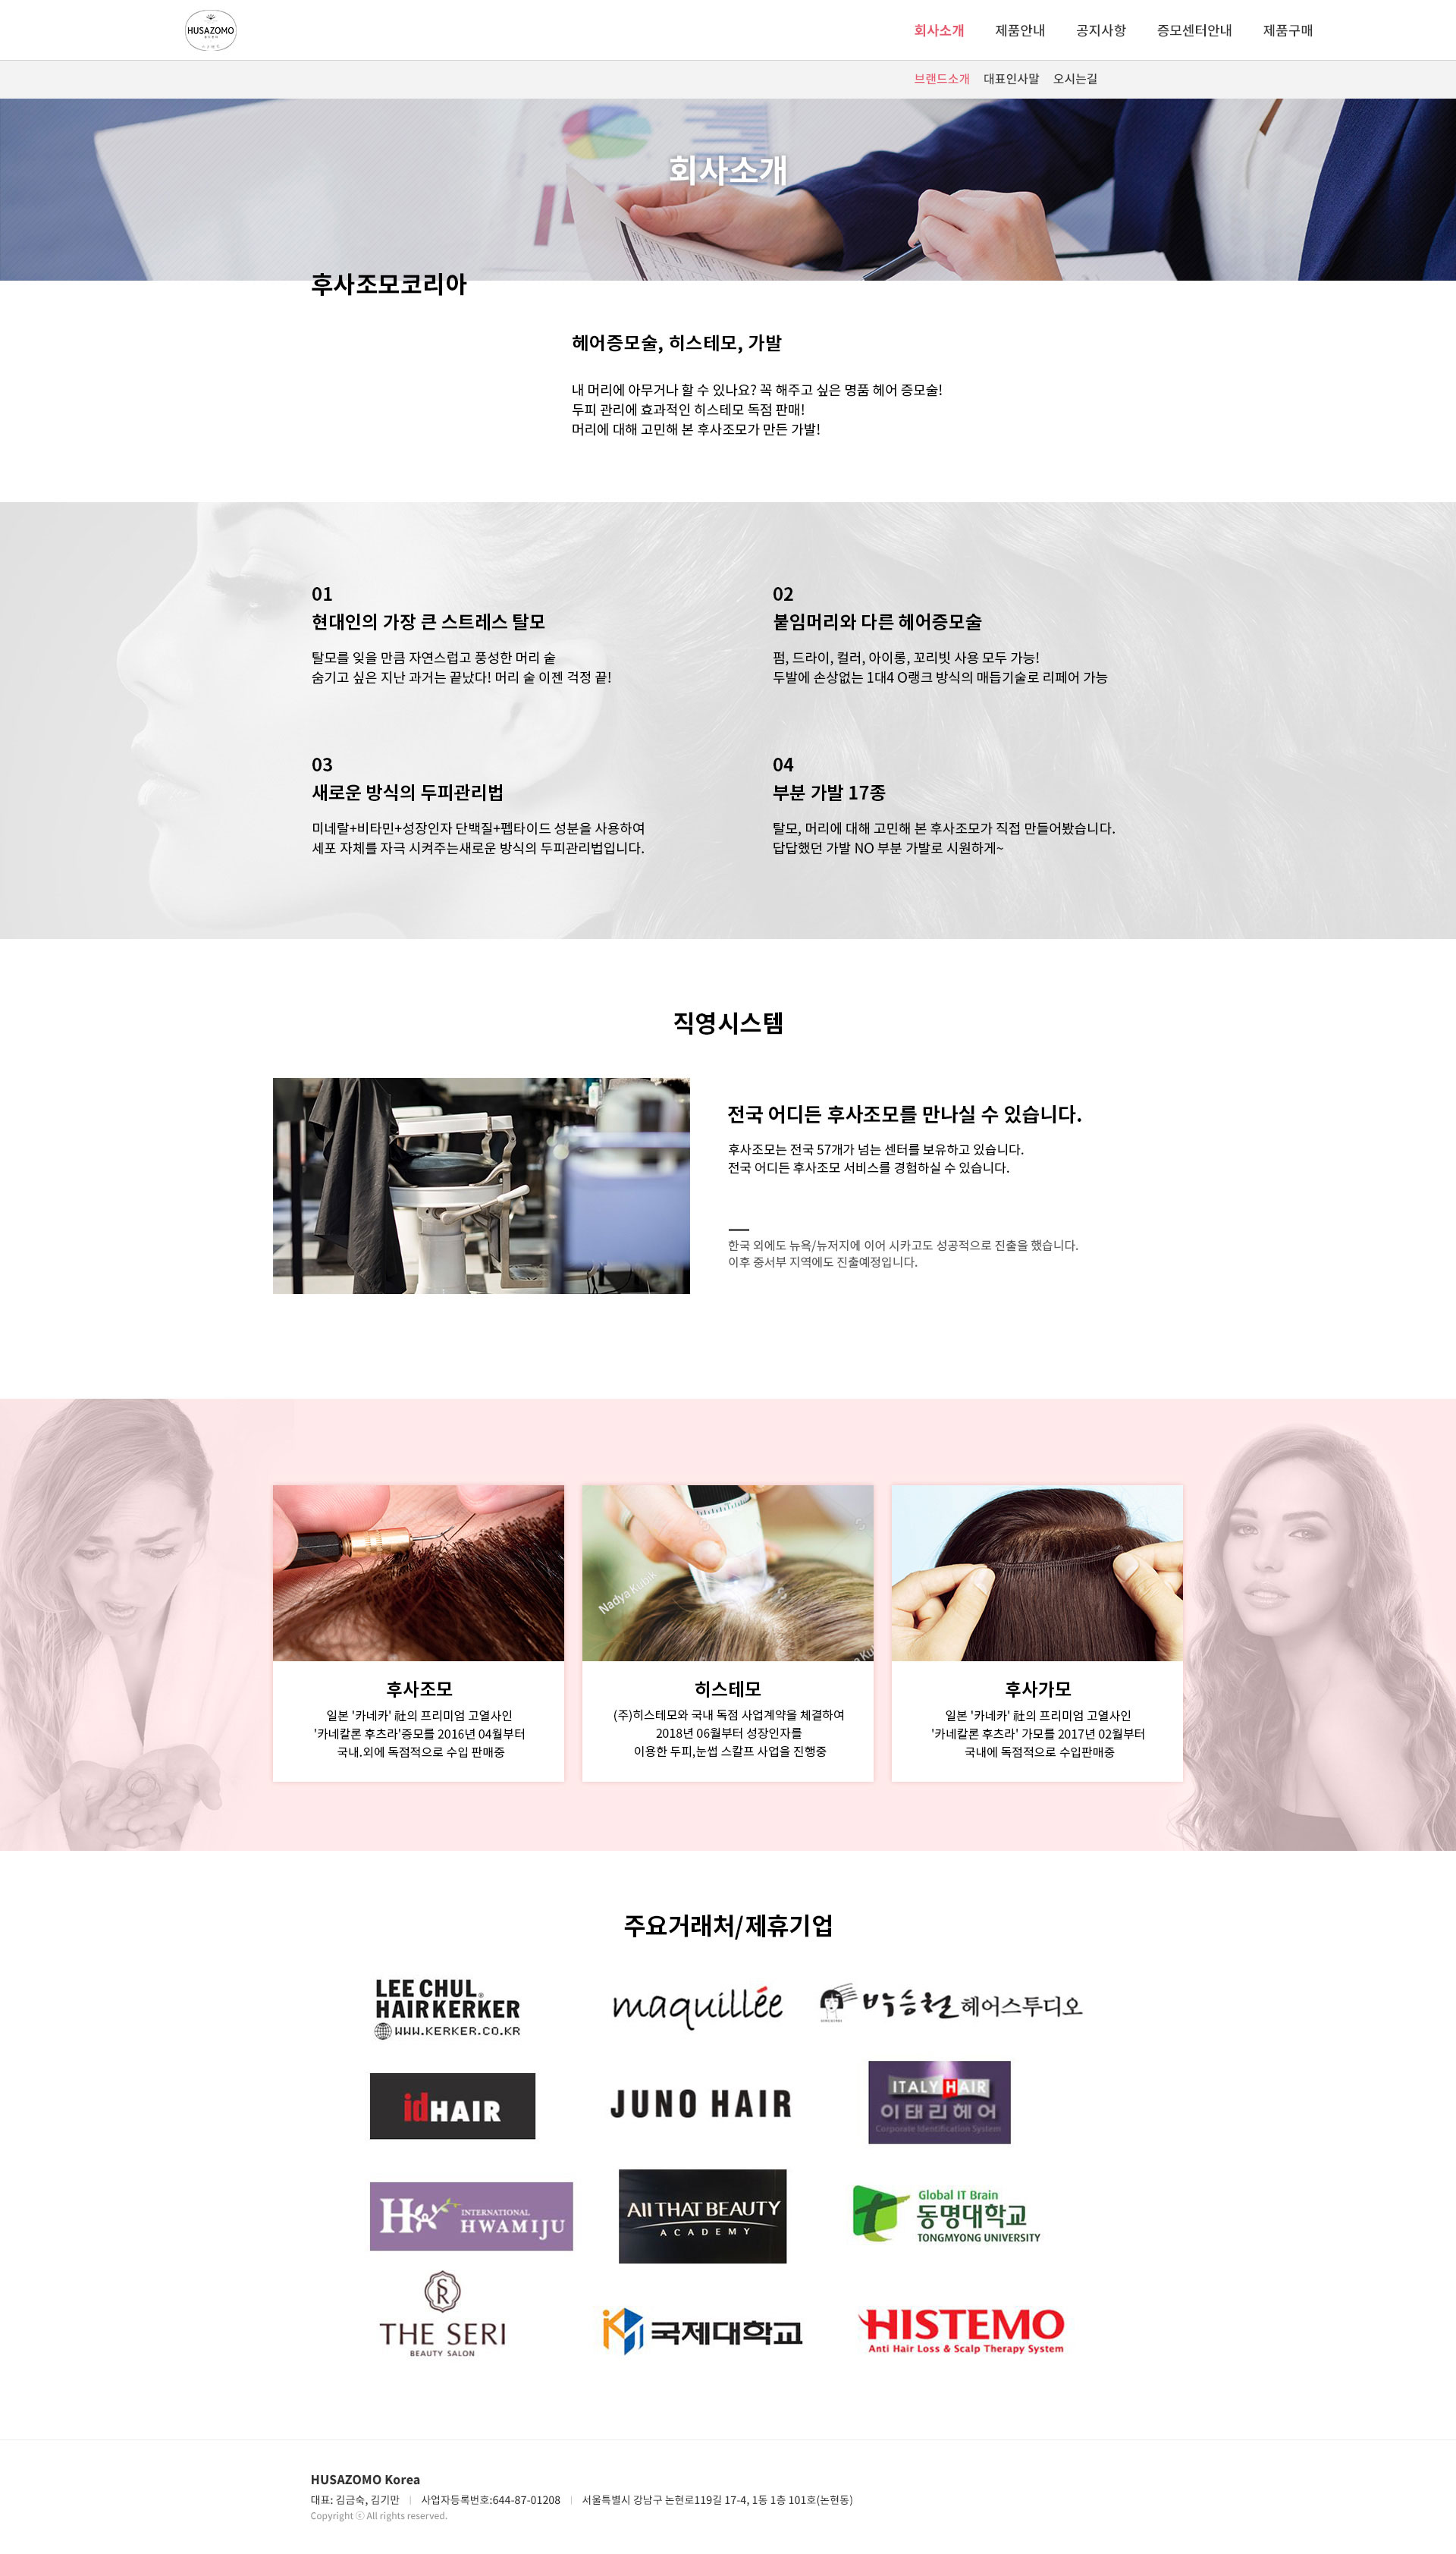 HUSAZOMO
회사소개 제품안내 공지사항 증모센터안내 제품구매
브랜드소개 대표인사말 오시는길
회사소개
후사조모코리아
헤어증모술, 히스테모, 가발
내 머리에 아무거나 할 수 있나요? 꼭 해주고 싶은 명품 헤어 증모술!
두피 관리에 효과적인 히스테모 독점 판매!
머리에 대해 고민해 본 후사조모가 만든 가발!
01
현대인의 가장 큰 스트레스 탈모
탈모를 잊을 만큼 자연스럽고 풍성한 머리 숱
숨기고 싶은 지난 과거는 끝났다! 머리 숱 이젠 걱정 끝!
02
붙임머리와 다른 헤어증모술
펌, 드라이, 컬러, 아이롱, 꼬리빗 사용 모두 가능!
두발에 손상없는 1대4 O랭크 방식의 매듭기술로 리페어 가능
03
새로운 방식의 두피관리법
미네랄+비타민+성장인자 단백질+펩타이드 성분을 사용하여
세포 자체를 자극 시켜주는새로운 방식의 두피관리법입니다.
04
부분 가발 17종
탈모, 머리에 대해 고민해 본 후사조모가 직접 만들어봤습니다.
답답했던 가발 NO 부분 가발로 시원하게~
직영시스템
전국 어디든 후사조모를 만나실 수 있습니다.
후사조모는 전국 57개가 넘는 센터를 보유하고 있습니다.
전국 어디든 후사조모 서비스를 경험하실 수 있습니다.
한국 외에도 뉴욕/뉴저지에 이어 시카고도 성공적으로 진출을 했습니다.
이후 중서부 지역에도 진출예정입니다.
Nadya Kubik
후사조모
일본 '카네카' 社의 프리미엄 고열사인
'카네칼론 후츠라'증모를 2016년 04월부터
국내.외에 독점적으로 수입 판매중
히스테모
(주)히스테모와 국내 독점 사업계약을 체결하여
2018년 06월부터 성장인자를
이용한 두피,눈썹 스칼프 사업을 진행중
후사가모
일본 '카네카' 社의 프리미엄 고열사인
'카네칼론 후츠라' 가모를 2017년 02월부터
국내에 독점적으로 수입판매중
주요거래처/제휴기업
LEE CHUL
HAIRKERKER
WWW.KERKER.CO.KR
maquillée
박승철헤어스투디오
idHAIR
JUNO HAIR
ITALY HAIR
이태리헤어
Corporate Identification System
INTERNATIONAL
HWAMIJU
All THAT BEAUTY
ACADEMY
Global IT Brain
동명대학교
TONGMYONG UNIVERSITY
THE SERI
BEAUTY SALON
국제대학교
HISTEMO
Anti Hair Loss & Scalp Therapy System
HUSAZOMO Korea
대표: 김금숙, 김기만 | 사업자등록번호:644-87-01208 | 서울특별시 강남구 논현로119길 17-4, 1동 1층 101호(논현동)
Copyright ⓒ All rights reserved.